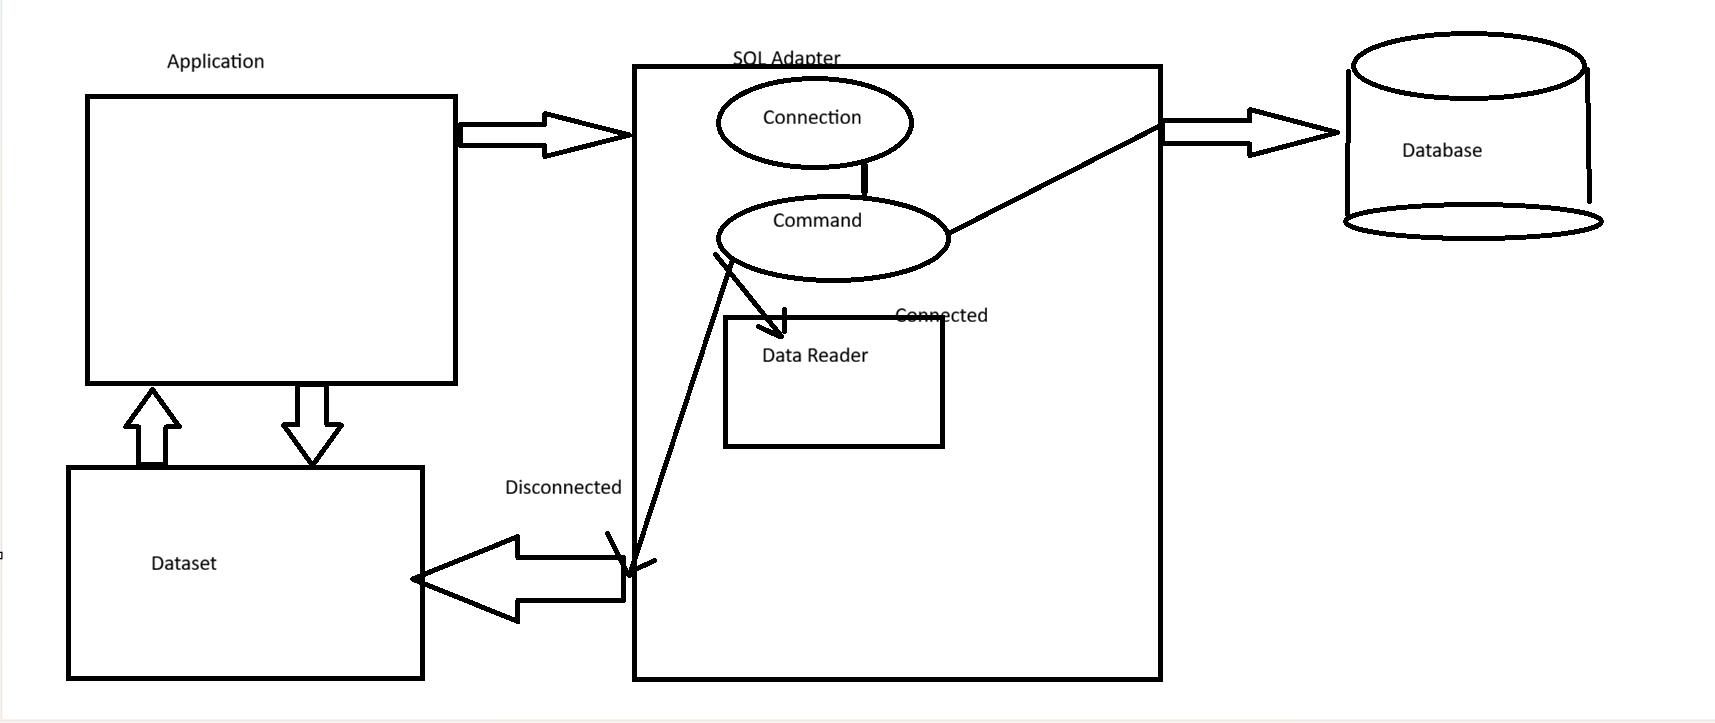 Application
SQL Adapter
Connection
Database
Command
Connected
Data Reader
Disconnected
Dataset